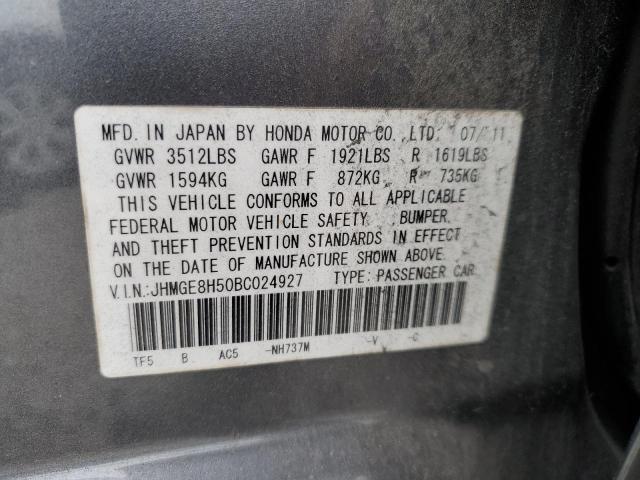 MFD. IN JAPAN BY HONDA MOTOR CO. ,LTD. 07/11
GVWR 3512LBS GAWR F 1921LBS R 1619LBS
GVWR 1594KG GAWR F 872KG R 735KG
THIS VEHICLE CONFORMS TO ALL APPLICABLE
FEDERAL MOTOR VEHICLE SAFETY, BUMPER,
AND THEFT PREVENTION STANDARDS IN EFFECT
ON THE DATE OF MANUFACTURE SHOWN ABOVE.
V.I.N.:JHMGE8H50BC024927 TYPE: PASSENGER CAR
TF5 B AC5 -NH737M -V -C